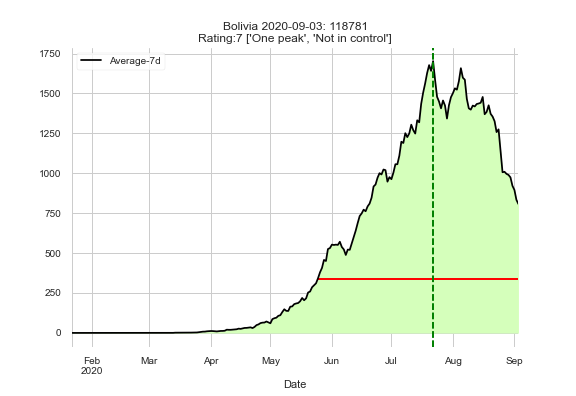 Bolivia 2020-09-03: 118781
Rating:7 ['One peak', 'Not in control']
Average-7d
1750
1500
1250
1000
750
500
250
0
Feb
2020
Mar
Apr
May
Jun
Jul
Aug
Sep
Date